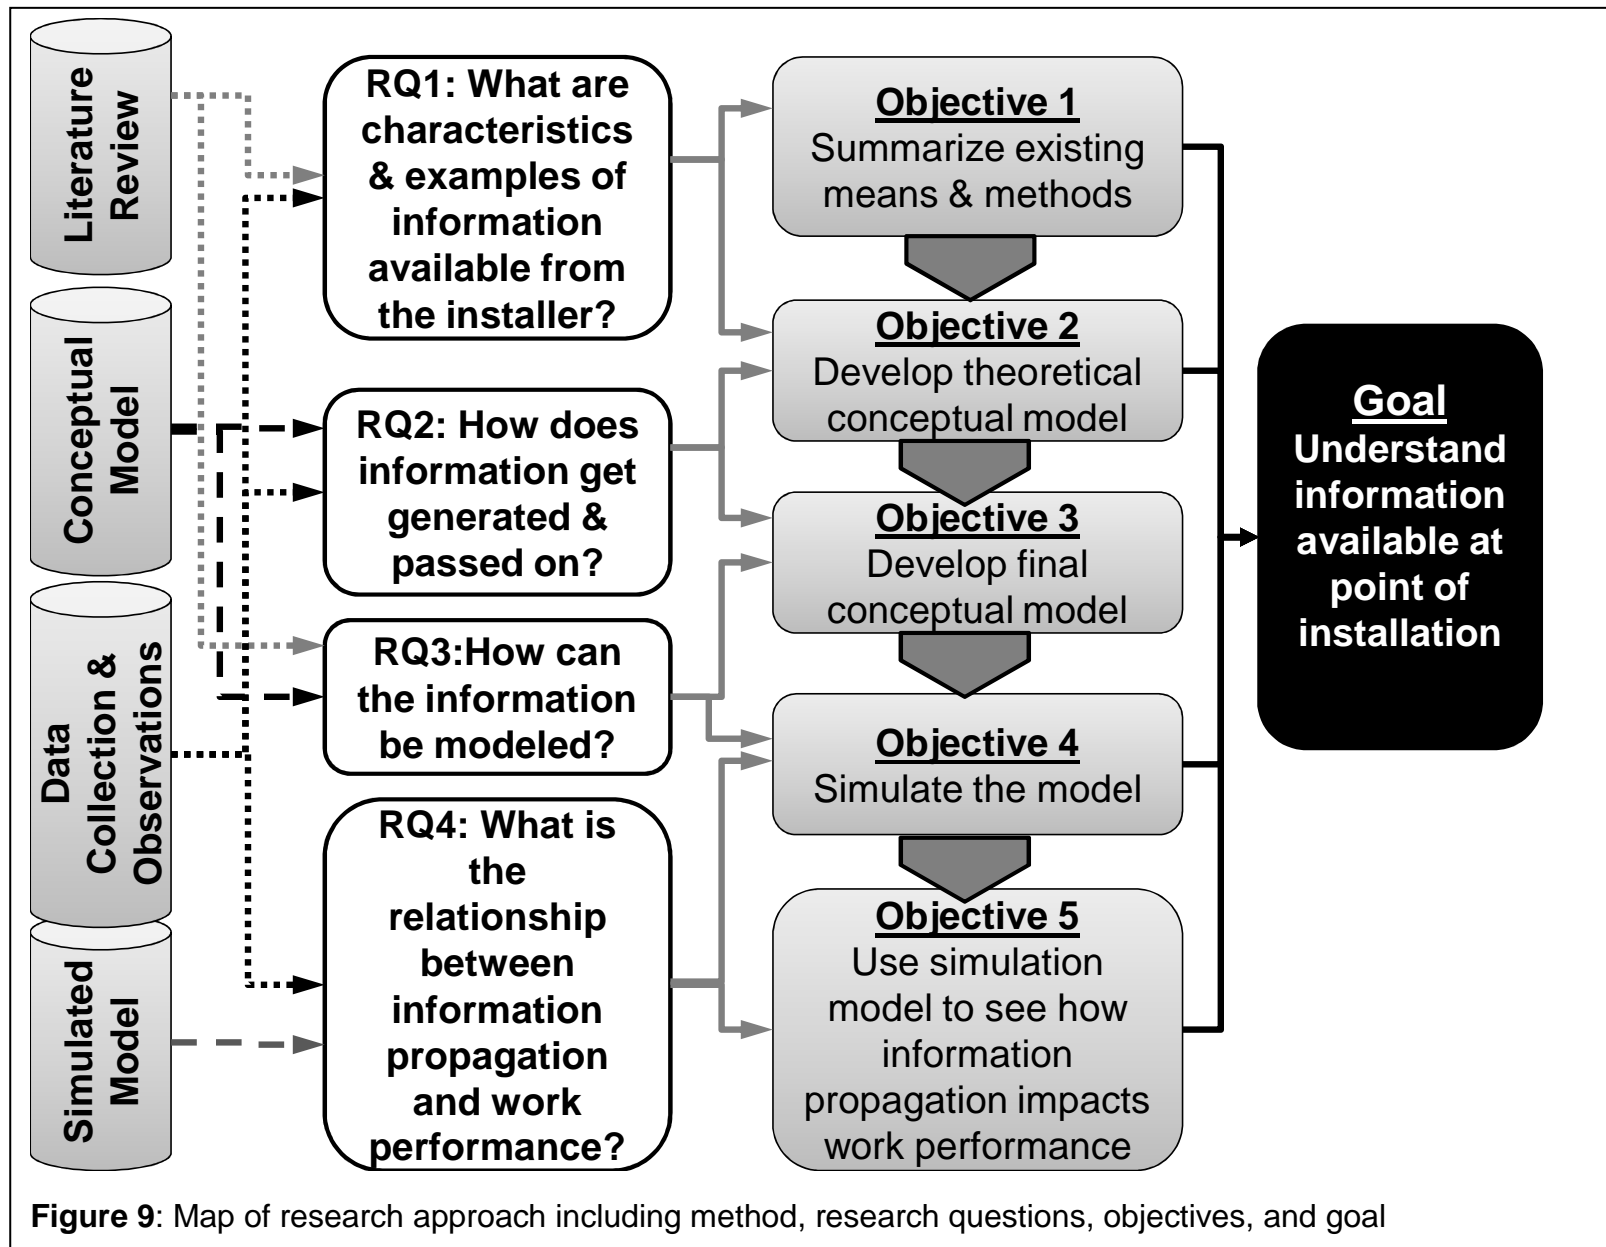 Literature
Review
Conceptual
Model
Data
Collection &
Observations
Simulated
Model
RQ1: What are
characteristics
& examples of
information
available from
the installer?
RQ2: How does
information get
generated &
passed on?
RQ3:How can
the information
be modeled?
RQ4: What is
the
relationship
between
information
propagation
and work
performance?
Objective 1
Summarize existing
means & methods
Objective 2
Develop theoretical
conceptual model
Objective 3
Develop final
conceptual model
Objective 4
Simulate the model
Objective 5
Use simulation
model to see how
information
propagation impacts
work performance
Goal
Understand
information
available at
point of
installation
Figure 9: Map of research approach including method, research questions, objectives, and goal